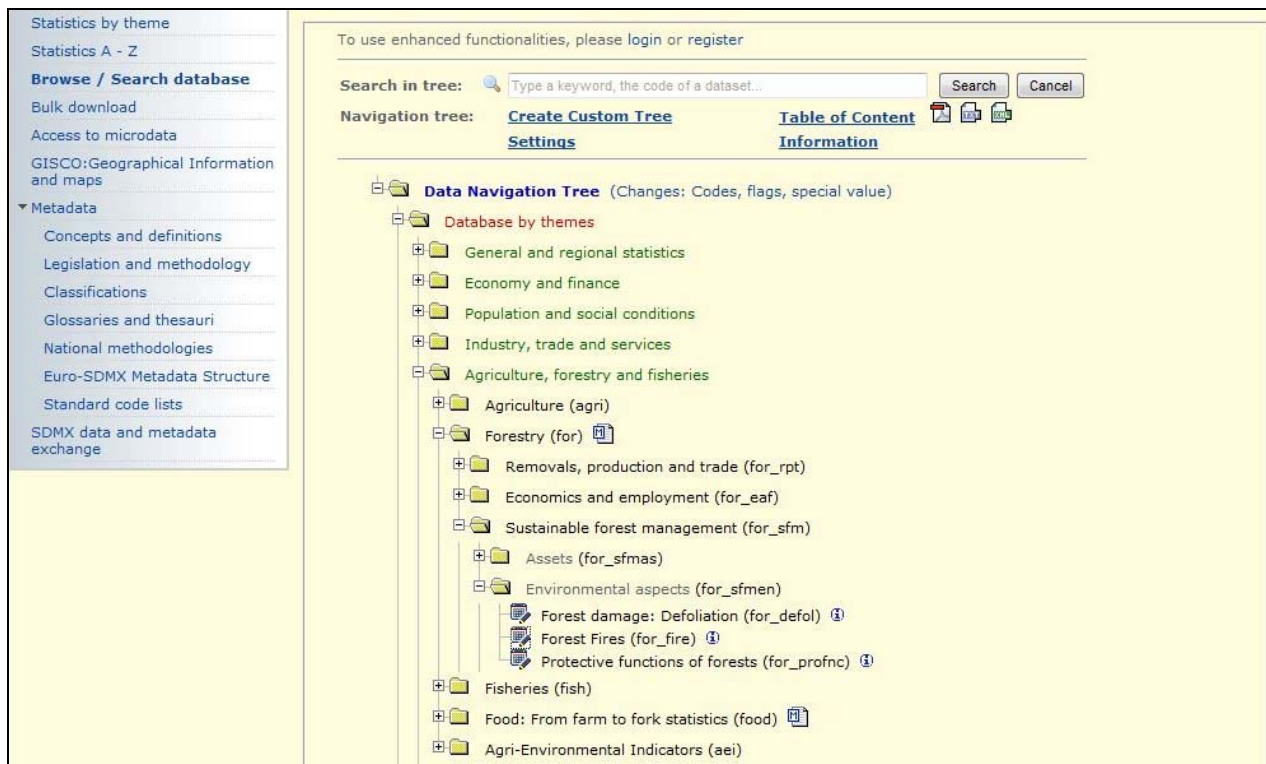 Statistics by theme
Statistics A - Z
Browse / Search database
Bulk download
Access to microdata
GISCO:Geographical Information
and maps
Metadata
Concepts and definitions
Legislation and methodology
Classifications
Glossaries and thesauri
National methodologies
Euro-SDMX Metadata Structure
Standard code lists
SDMX data and metadata
exchange
To use enhanced functionalities, please login or register
Search in tree: Type a keyword, the code of a dataset... Search Cancel
Navigation tree: Create Custom Tree Table of Content
Settings Information
Data Navigation Tree (Changes: Codes, flags, special value)
Database by themes
General and regional statistics
Economy and finance
Population and social conditions
Industry, trade and services
Agriculture, forestry and fisheries
Agriculture (agri)
Forestry (for) M
Removals, production and trade (for_rpt)
Economics and employment (for_eaf)
Sustainable forest management (for_sfm)
Assets (for_sfmas)
Environmental aspects (for_sfmen)
Forest damage: Defoliation (for_defol) i
Forest Fires (for_fire) i
Protective functions of forests (for_profnc) i
Fisheries (fish)
Food: From farm to fork statistics (food) M
Agri-Environmental Indicators (aei)